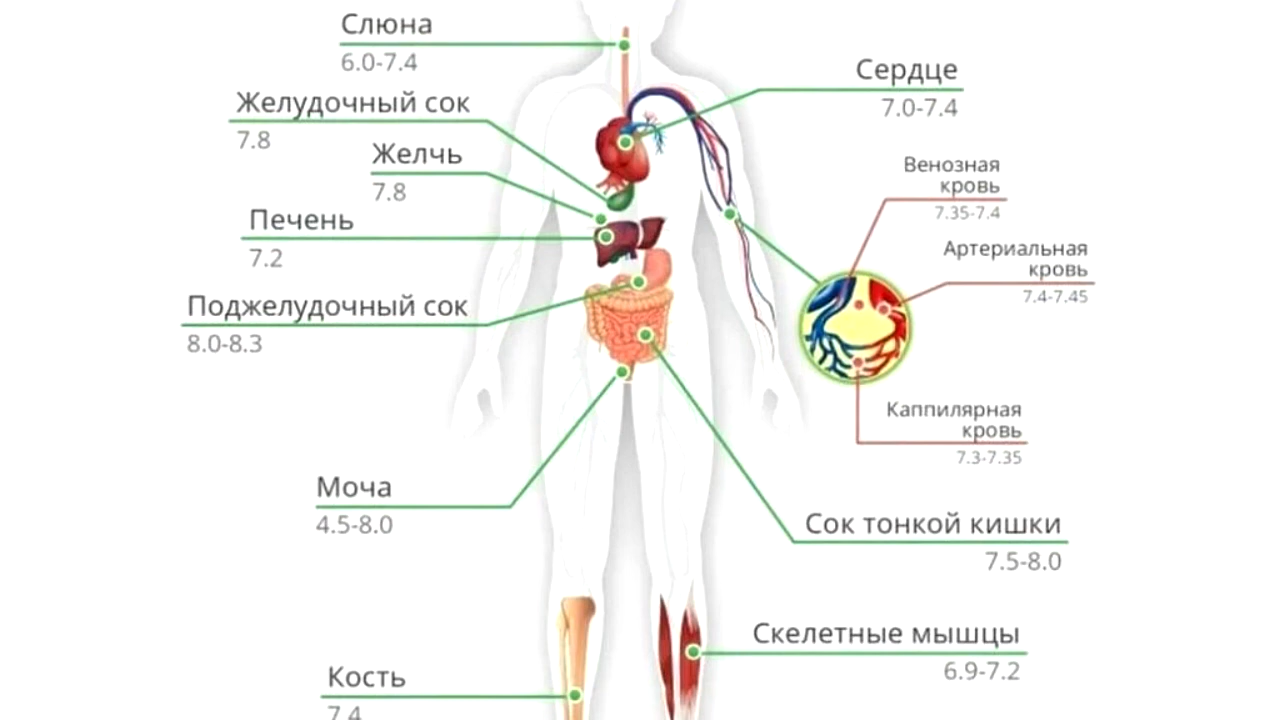 Слюна
6.0-7.4
Желудочный сок
7.8
Желчь
7.8
Печень
7.2
Поджелудочный сок
8.0-8.3
Моча
4.5-8.0
Кость
7.4
Сердце
7.0-7.4
Венозная
кровь
7.35-7.4
Артериальная
кровь
7.4-7.45
Каппилярная
кровь
7.3-7.35
Сок тонкой кишки
7.5-8.0
Скелетные мышцы
6.9-7.2